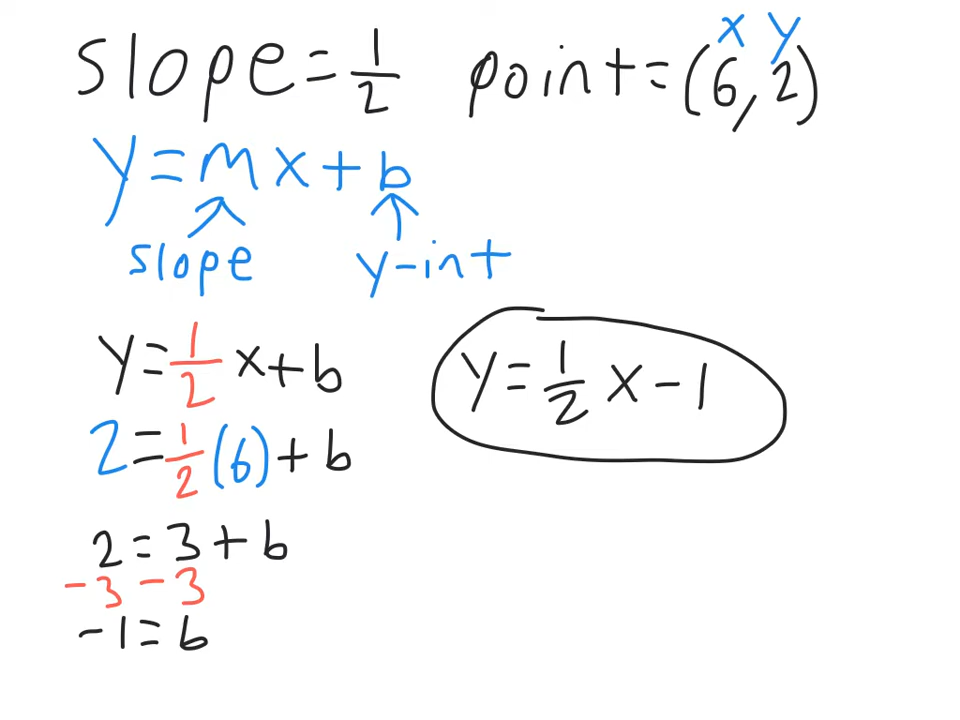 slope = 1/2 point = (6, 2)
x y
y = mx + b
slope y-int
y = 1/2 x + b
y = 1/2 x - 1
2 = 1/2 (6) + b
2 = 3 + b
-3 -3
-1 = b